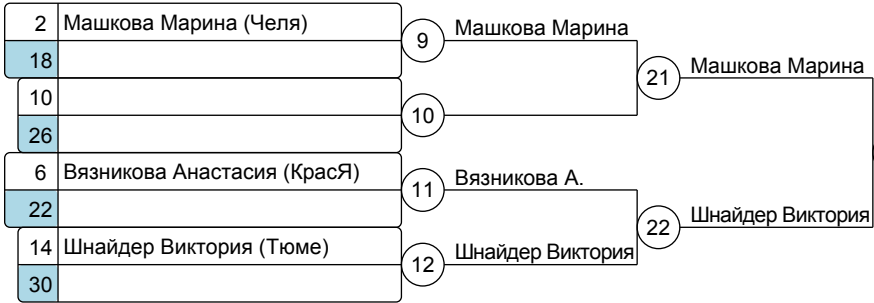 2 Машкова Марина (Челя)
18
9 Машкова Марина
21 Машкова Марина
10
26
10
6 Вязникова Анастасия (КрасЯ)
22
11 Вязникова А.
22 Шнайдер Виктория
14 Шнайдер Виктория (Тюме)
30
12 Шнайдер Виктория